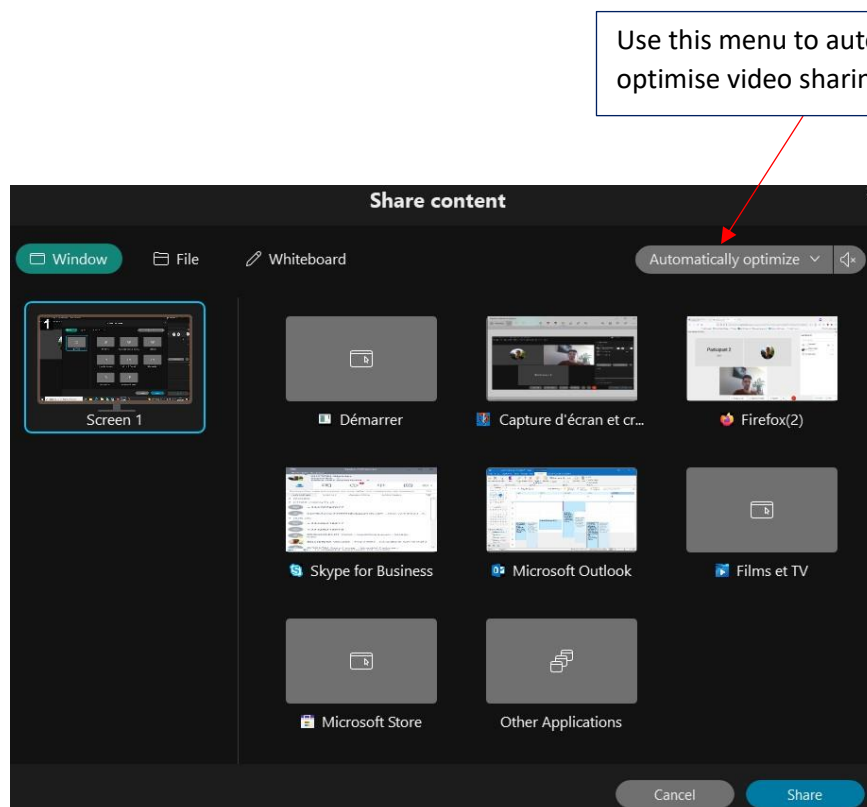 Use this menu to auto
optimise video sharin
Share content
Window File Whiteboard Automatically optimize
1
Screen 1
Démarrer Capture d'écran et cr... Firefox(2)
Participant 2
Skype for Business Microsoft Outlook Films et TV
Microsoft Store Other Applications
Cancel Share